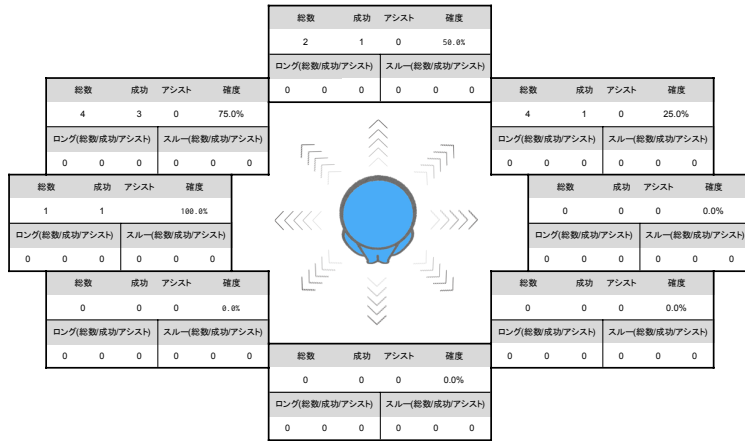 総数 成功 アシスト 確度
2 1 0 50.0%
ロング(総数/成功/アシスト) スルー(総数/成功/アシスト)
0 0 0 0 0 0
総数 成功 アシスト 確度
4 3 0 75.0%
ロング(総数/成功/アシスト) スルー(総数/成功/アシスト)
0 0 0 0 0 0
総数 成功 アシスト 確度
4 1 0 25.0%
ロング(総数/成功/アシスト) スルー(総数/成功/アシスト)
0 0 0 0 0 0
総数 成功 アシスト 確度
1 1 100.0%
ロング(総数/成功/アシスト) スルー(総数/成功/アシスト)
0 0 0 0 0 0
総数 成功 アシスト 確度
0 0 0 0.0%
ロング(総数/成功/アシスト) スルー(総数/成功/アシスト)
0 0 0 0 0 0
総数 成功 アシスト 確度
0 0 0 0.0%
ロング(総数/成功/アシスト) スルー(総数/成功/アシスト)
0 0 0 0 0 0
総数 成功 アシスト 確度
0 0 0 0.0%
ロング(総数/成功/アシスト) スルー(総数/成功/アシスト)
0 0 0 0 0 0
総数 成功 アシスト 確度
0 0 0 0.0%
ロング(総数/成功/アシスト) スルー(総数/成功/アシスト)
0 0 0 0 0 0